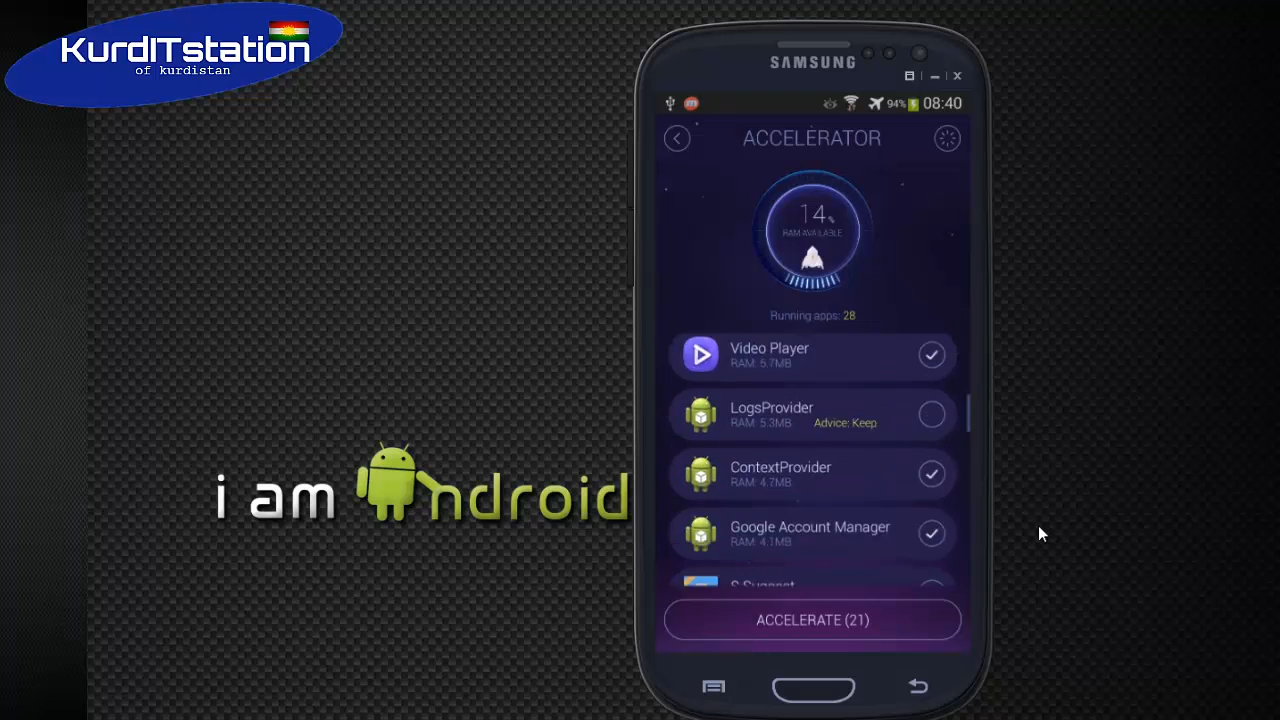 KurdITstation
of kurdistan
SAMSUNG
94% 08:40
ACCELERATOR
14%
RAM AVAILABLE
Running apps: 28
Video Player
RAM: 5.7MB
LogsProvider
RAM: 5.3MB Advice: Keep
ContextProvider
RAM: 4.7MB
Google Account Manager
RAM: 4.1MB
S Suggest
ACCELERATE (21)
i am ndroid